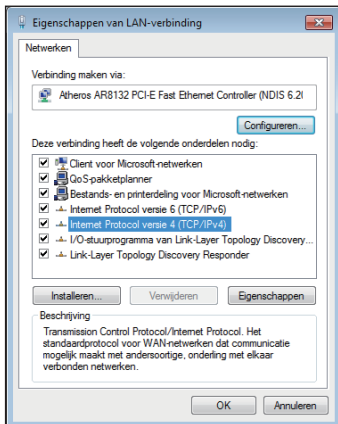 Eigenschappen van LAN-verbinding
Netwerken
Verbinding maken via:
Atheros AR8132 PCI-E Fast Ethernet Controller (NDIS 6.2(
Configureren...
Deze verbinding heeft de volgende onderdelen nodig:
Client voor Microsoft-netwerken
QoS-pakketplanner
Bestands- en printerdeling voor Microsoft-netwerken
Internet Protocol versie 6 (TCP/IPv6)
Internet Protocol versie 4 (TCP/IPv4)
I/O-stuurprogramma van Link-Layer Topology Discovery...
Link-Layer Topology Discovery Responder
Installeren... Verwijderen Eigenschappen
Beschrijving
Transmission Control Protocol/Internet Protocol. Het
standaardprotocol voor WAN-netwerken dat communicatie
mogelijk maakt met andersoortige, onderling met elkaar
verbonden netwerken.
OK Annuleren